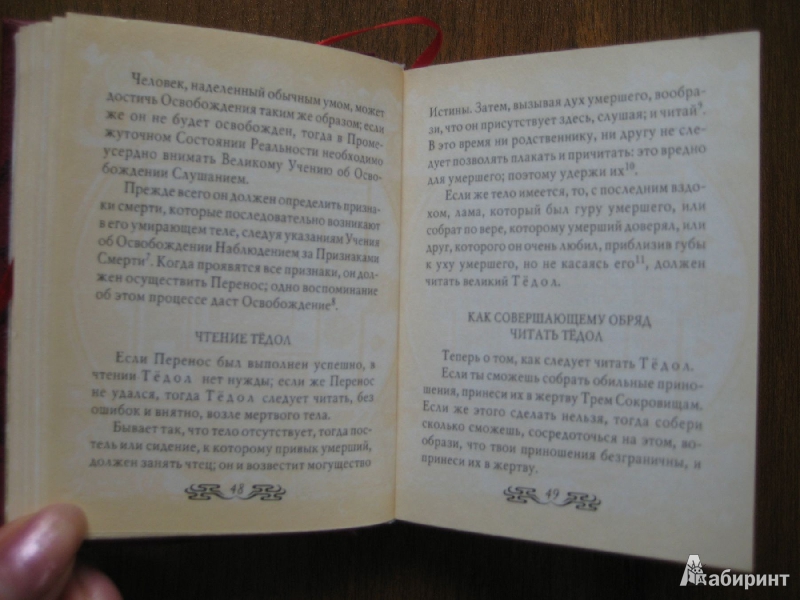 Человек, наделенный обычным умом, может
достичь Освобождения таким же образом; если
же он не будет освобожден, тогда в Проме-
жуточном Состоянии Реальности необходимо
усердно внимать Великому Учению об Осво-
бождении Слушанием.
Прежде всего он должен определить призна-
ки смерти, которые последовательно возникают
в его умирающем теле, следуя указаниям Учения
об Освобождении Наблюдением за Признаками
Смерти7. Когда проявятся все признаки, он дол-
жен осуществить Перенос; одно воспоминание
об этом процессе даст Освобождение8.
ЧТЕНИЕ ТЁДОЛ
Если Перенос был выполнен успешно, в
чтении Тёдол нет нужды; если же Перенос
не удался, тогда Тёдол следует читать, без
ошибок и внятно, возле мертвого тела.
Бывает так, что тело отсутствует, тогда пос-
тель или сидение, к которому привык умерший,
должен занять чтец; он и возвестит могущество
48
Истины. Затем, вызывая дух умершего, вообра-
зи, что он присутствует здесь, слушая; и читай9.
В это время ни родственнику, ни другу не сле-
дует позволять плакать и причитать: это вредно
для умершего; поэтому удержи их10.
Если же тело имеется, то, с последним вздо-
хом, лама, который был гуру умершего, или
собрат по вере, которому умерший доверял, или
друг, которого он очень любил, приблизив губы
к уху умершего, но не касаясь его11, должен
читать великий Тёдол.
КАК СОВЕРШАЮЩЕМУ ОБРЯД
ЧИТАТЬ ТЁДОЛ
Теперь о том, как следует читать Тёдол.
Если ты сможешь собрать обильные прино-
шения, принеси их в жертву Трем Сокровищам.
Если же этого сделать нельзя, тогда собери
сколько сможешь, сосредоточься на этом, во-
образи, что твои приношения безграничны, и
принеси их в жертву.
49
Лабиринт